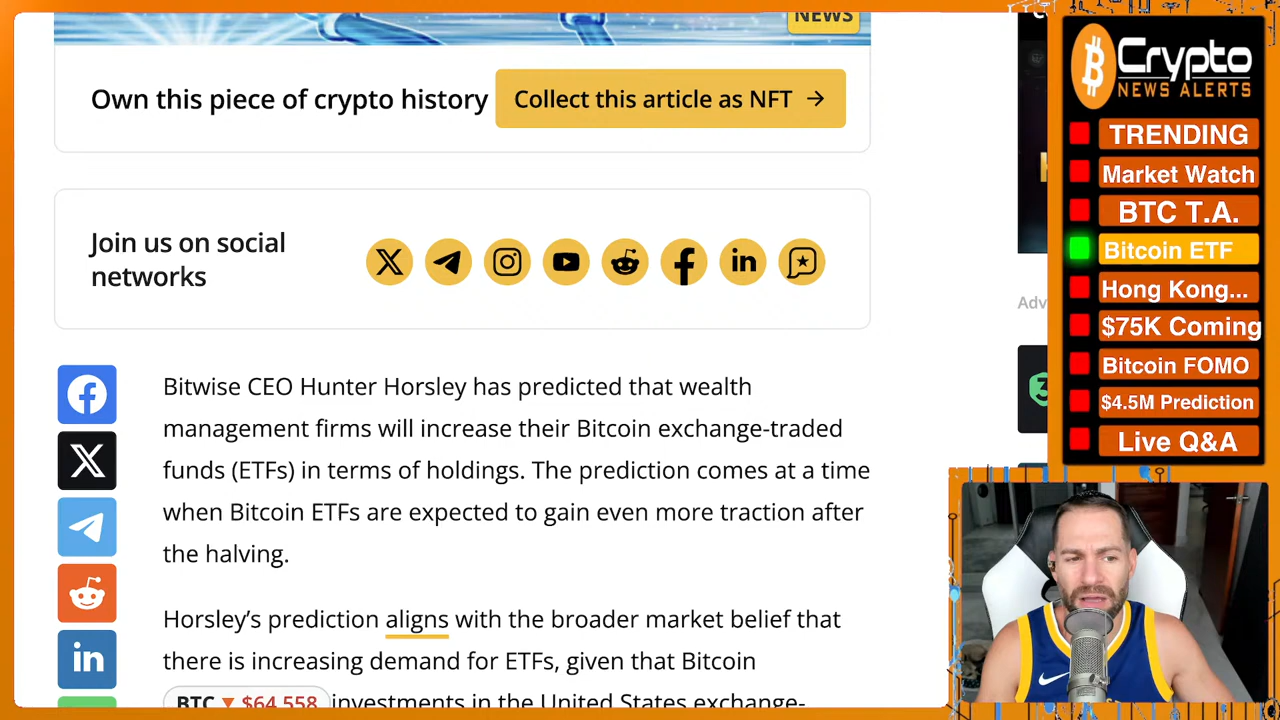 NEWS
Own this piece of crypto history
Collect this article as NFT →
Join us on social
networks
Adv
Bitwise CEO Hunter Horsley has predicted that wealth
management firms will increase their Bitcoin exchange-traded
funds (ETFs) in terms of holdings. The prediction comes at a time
when Bitcoin ETFs are expected to gain even more traction after
the halving.
Horsley’s prediction aligns with the broader market belief that
there is increasing demand for ETFs, given that Bitcoin
BTC ▼ $64,558 investments in the United States exchange-
Crypto
NEWS ALERTS
TRENDING
Market Watch
BTC T.A.
Bitcoin ETF
Hong Kong...
$75K Coming
Bitcoin FOMO
$4.5M Prediction
Live Q&A